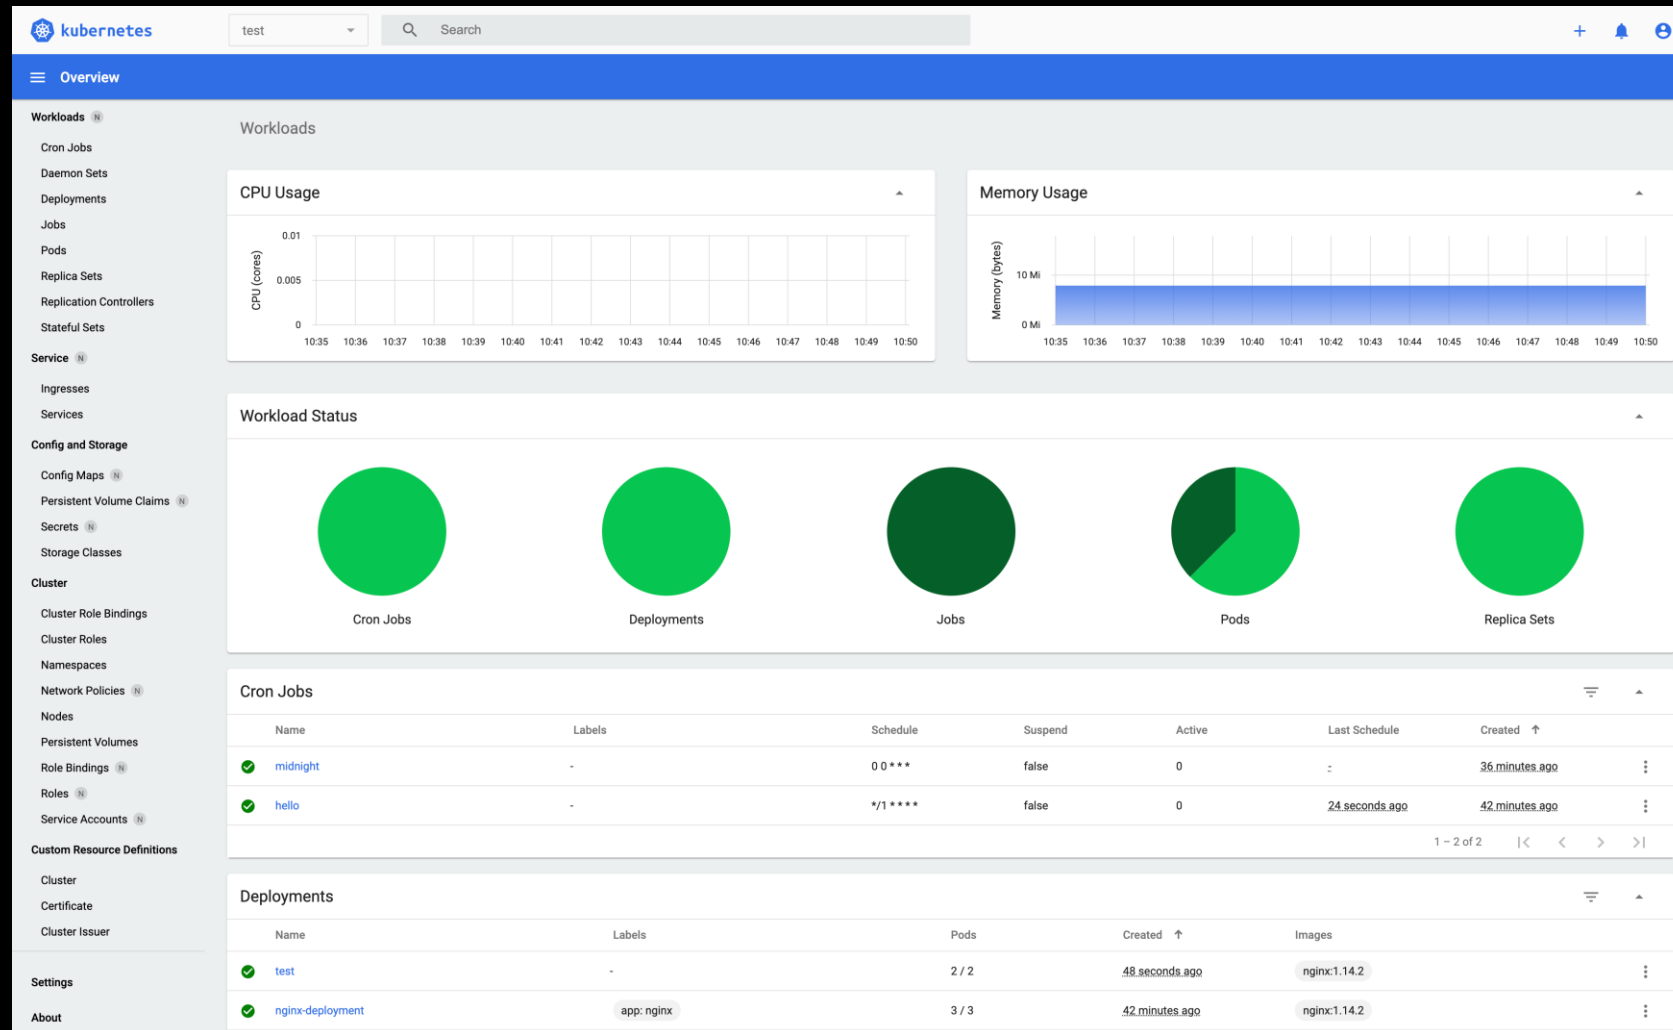 kubernetes
test
Search
Overview
Workloads N
Cron Jobs
Daemon Sets
Deployments
Jobs
Pods
Replica Sets
Replication Controllers
Stateful Sets
Service N
Ingresses
Services
Config and Storage
Config Maps N
Persistent Volume Claims N
Secrets N
Storage Classes
Cluster
Cluster Role Bindings
Cluster Roles
Namespaces
Network Policies N
Nodes
Persistent Volumes
Role Bindings N
Roles N
Service Accounts N
Custom Resource Definitions
Cluster
Certificate
Cluster Issuer
Settings
About
Workloads
CPU Usage
CPU (cores)
0.01
0.005
0
10:35 10:36 10:37 10:38 10:39 10:40 10:41 10:42 10:43 10:44 10:45 10:46 10:47 10:48 10:49 10:50
Memory Usage
Memory (bytes)
10 Mi
0 Mi
10:35 10:36 10:37 10:38 10:39 10:40 10:41 10:42 10:43 10:44 10:45 10:46 10:47 10:48 10:49 10:50
Workload Status
Cron Jobs Deployments Jobs Pods Replica Sets
Cron Jobs
Name Labels Schedule Suspend Active Last Schedule Created ↑
midnight - 0 0 * * * false 0 - 36 minutes ago
hello - */1 * * * * false 0 24 seconds ago 42 minutes ago
1 – 2 of 2
Deployments
Name Labels Pods Created ↑ Images
test - 2 / 2 48 seconds ago nginx:1.14.2
nginx-deployment app: nginx 3 / 3 42 minutes ago nginx:1.14.2